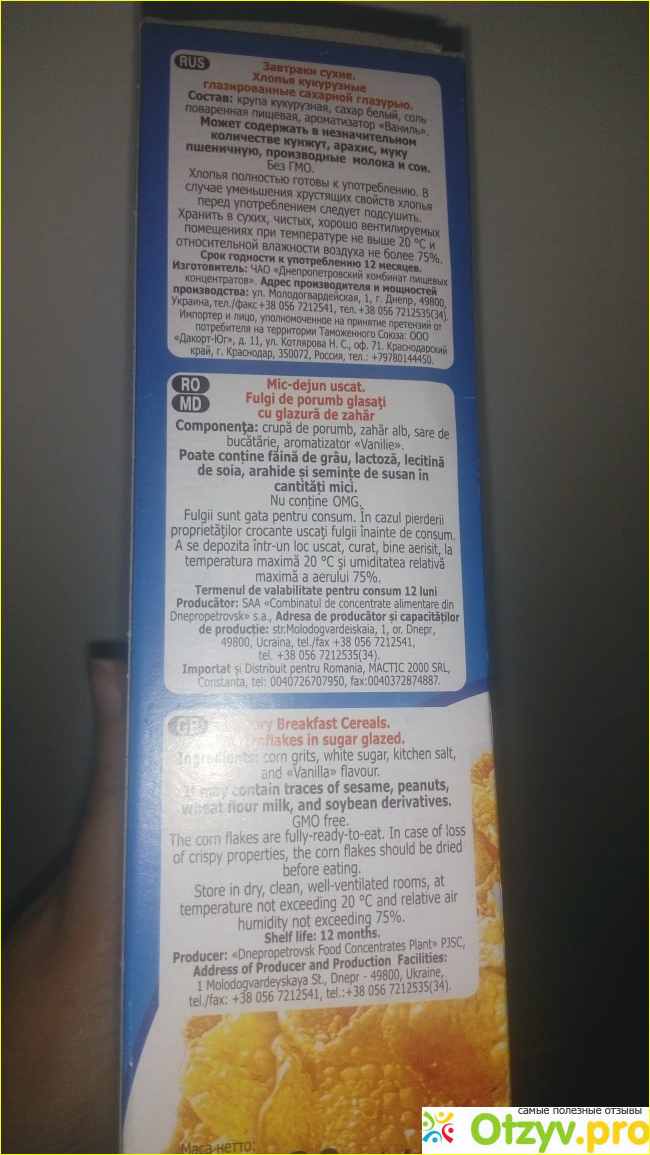 RUS
Завтраки сухие.
Хлопья кукурузные
глазированные сахарной глазурью.
Состав: крупа кукурузная, сахар белый, соль
поваренная пищевая, ароматизатор «Ваниль».
Может содержать в незначительном
количестве кунжут, арахис, муку
пшеничную, производные молока и сои.
Без ГМО.
Хлопья полностью готовы к употреблению. В
случае уменьшения хрустящих свойств хлопья
перед употреблением следует подсушить.
Хранить в сухих, чистых, хорошо вентилируемых
помещениях при температуре не выше 20 °С и
относительной влажности воздуха не более 75%.
Срок годности к употреблению 12 месяцев.
Изготовитель: ЧАО «Днепропетровский комбинат пищевых
концентратов». Адрес производителя и мощностей
производства: ул. Молодогвардейская, 1, г. Днепр, 49800,
Украина, тел./факс +38 056 7212541, тел. +38 056 7212535(34).
Импортер и лицо, уполномоченное на принятие претензий от
потребителя на территории Таможенного Союза: ООО
«Дакорт-Юг», д. 11, ул. Котлярова Н. С., оф. 71. Краснодарский
край, г. Краснодар, 350072, Россия, тел.: +79780144450.
RO
MD
Mic-dejun uscat.
Fulgi de porumb glasaţi
cu glazură de zahăr
Componenţa: crupă de porumb, zahăr alb, sare de
bucătărie, aromatizator «Vanilie».
Poate conţine făină de grâu, lactoză, lecitină
de soia, arahide și semințe de susan in
cantități mici.
Nu conține OMG.
Fulgii sunt gata pentru consum. În cazul pierderii
proprietăţilor crocante uscaţi fulgii înainte de consum.
A se depozita într-un loc uscat, curat, bine aerisit, la
temperatura maximă 20 °C şi umiditatea relativă
maximă a aerului 75%.
Termenul de valabilitate pentru consum 12 luni
Producător: SAA «Combinatul de concentrate alimentare din
Dnepropetrovsk» s.a., Adresa de producător şi capacităţilor
de producţie: str.Molodogvardeiskaia, 1, or. Dnepr,
49800, Ucraina, tel./fax +38 056 7212541,
tel. +38 056 7212535(34).
Importat şi Distribuit pentru Romania, MACTIC 2000 SRL,
Constanta, tel: 0040726707950, fax:0040372874887.
GB
Dry Breakfast Cereals.
Cornflakes in sugar glazed.
Ingredients: corn grits, white sugar, kitchen salt,
and «Vanilla» flavour.
It may contain traces of sesame, peanuts,
wheat flour milk, and soybean derivatives.
GMO free.
The corn flakes are fully-ready-to-eat. In case of loss
of crispy properties, the corn flakes should be dried
before eating.
Store in dry, clean, well-ventilated rooms, at
temperature not exceeding 20 °C and relative air
humidity not exceeding 75%.
Shelf life: 12 months.
Producer: «Dnepropetrovsk Food Concentrates Plant» PJSC,
Address of Producer and Production Facilities:
1 Molodogvardeyskaya St., Dnepr - 49800, Ukraine,
tel./fax: +38 056 7212541, tel.:+38 056 7212535(34).
Маса нетто:
самые полезные отзывы
Otzyv.pro